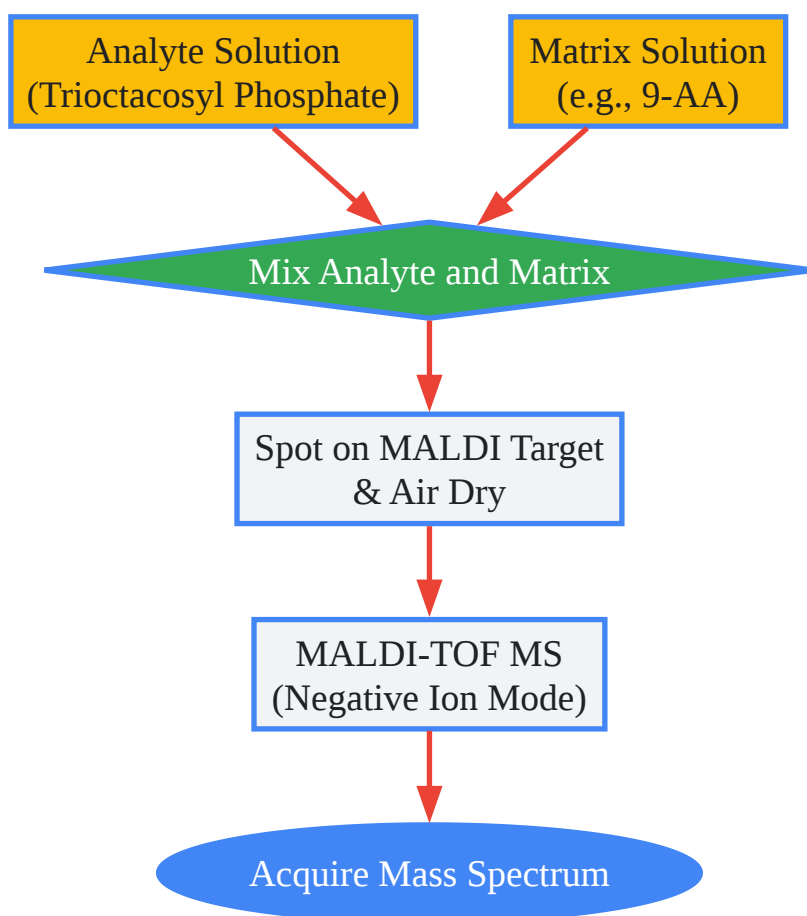 Analyte Solution
(Trioctacosyl Phosphate)
Matrix Solution
(e.g., 9-AA)
Mix Analyte and Matrix
Spot on MALDI Target
& Air Dry
MALDI-TOF MS
(Negative Ion Mode)
Acquire Mass Spectrum